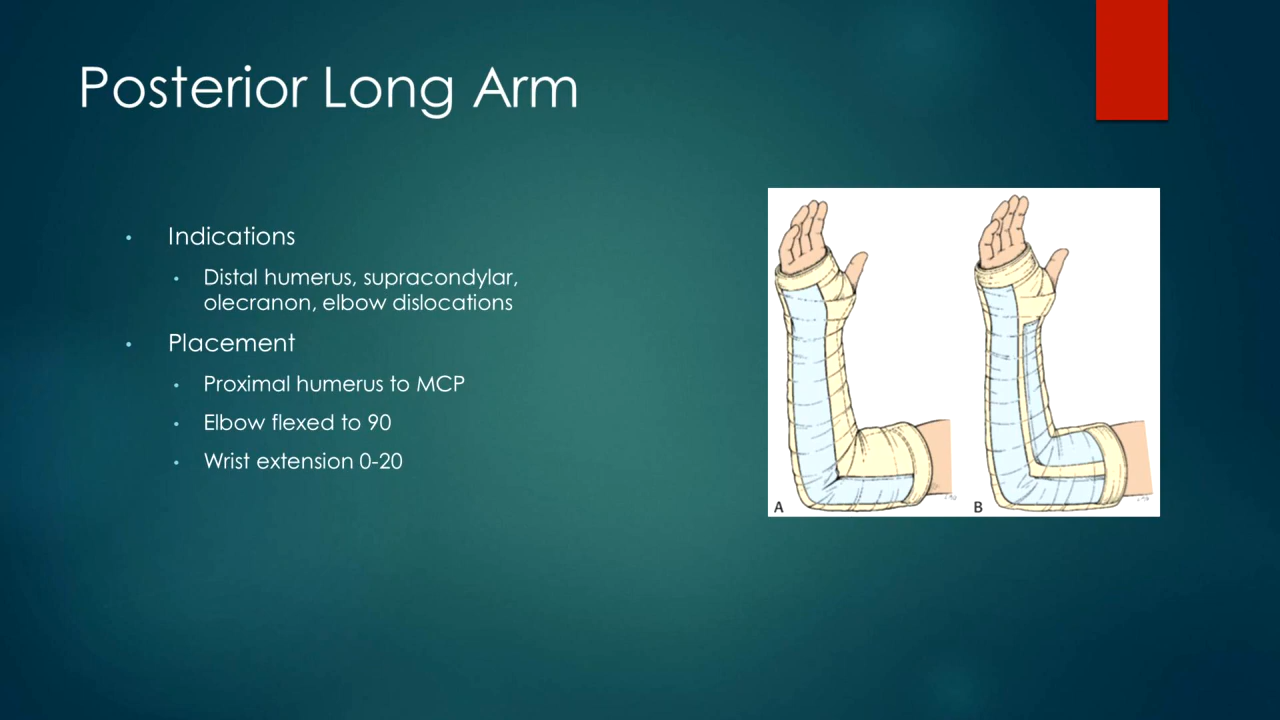 Posterior Long Arm
• Indications
• Distal humerus, supracondylar,
olecranon, elbow dislocations
• Placement
• Proximal humerus to MCP
• Elbow flexed to 90
• Wrist extension 0-20
A
B